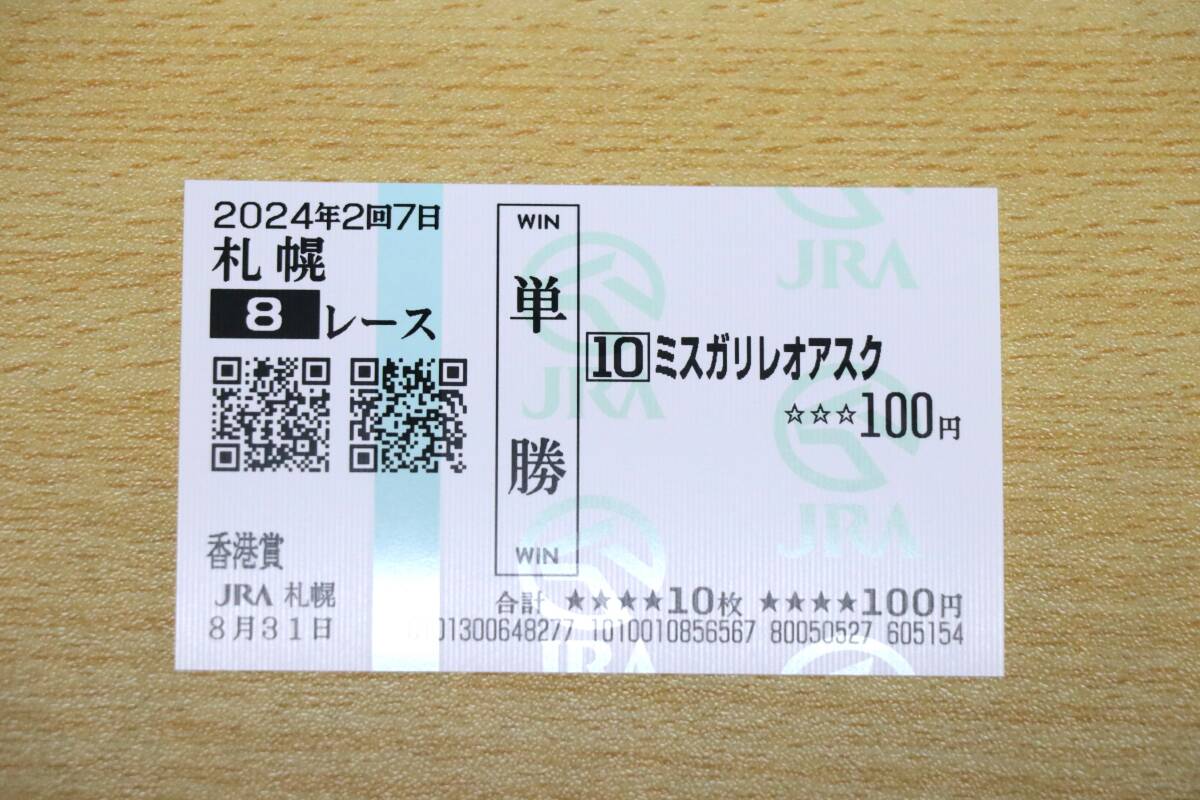 2024年2回7日
札幌
8レース
香港賞
JRA 札幌
8月31日
WIN
単勝
WIN
10 ミスガリレオアスク
☆☆☆100円
合計 ★★★★10枚 ★★★★100円
01300648277 1010010856567 80050527 605154
JRA
JRA
JRA
JRA